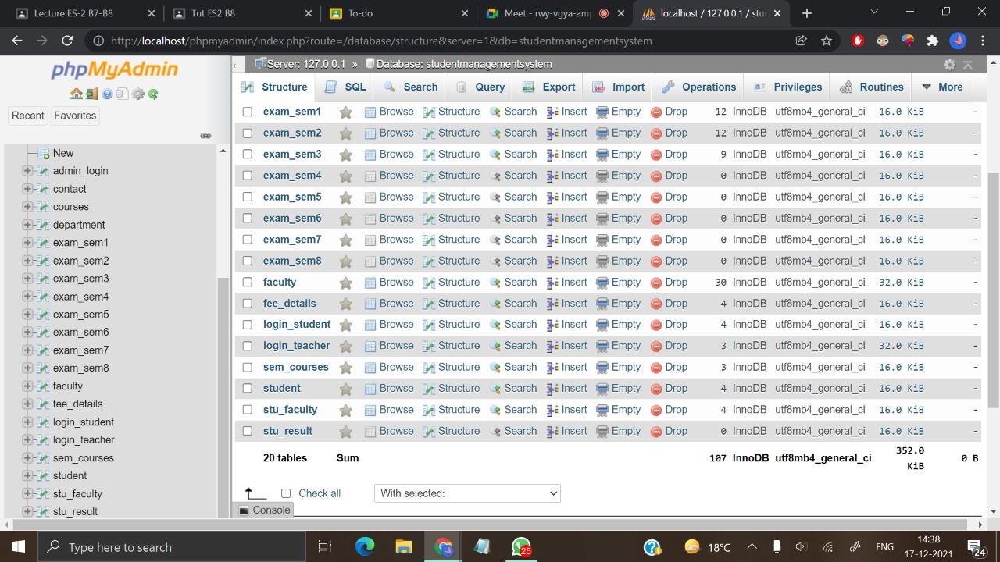 Lecture ES-2 B7-B8
Tut ES2 B8
To-do
Meet - rwy-vgya-amp
localhost / 127.0.0.1 / stud
http://localhost/phpmyadmin/index.php?route=/database/structure&server=1&db=studentmanagementsystem
phpMyAdmin
Recent Favorites
New
admin_login
contact
courses
department
exam_sem1
exam_sem2
exam_sem3
exam_sem4
exam_sem5
exam_sem6
exam_sem7
exam_sem8
faculty
fee_details
login_student
login_teacher
sem_courses
student
stu_faculty
stu_result
Server: 127.0.0.1 » Database: studentmanagementsystem
Structure SQL Search Query Export Import Operations Privileges Routines More
exam_sem1 Browse Structure Search Insert Empty Drop 12 InnoDB utf8mb4_general_ci 16.0 KiB -
exam_sem2 Browse Structure Search Insert Empty Drop 12 InnoDB utf8mb4_general_ci 16.0 KiB -
exam_sem3 Browse Structure Search Insert Empty Drop 9 InnoDB utf8mb4_general_ci 16.0 KiB -
exam_sem4 Browse Structure Search Insert Empty Drop 0 InnoDB utf8mb4_general_ci 16.0 KiB -
exam_sem5 Browse Structure Search Insert Empty Drop 0 InnoDB utf8mb4_general_ci 16.0 KiB -
exam_sem6 Browse Structure Search Insert Empty Drop 0 InnoDB utf8mb4_general_ci 16.0 KiB -
exam_sem7 Browse Structure Search Insert Empty Drop 0 InnoDB utf8mb4_general_ci 16.0 KiB -
exam_sem8 Browse Structure Search Insert Empty Drop 0 InnoDB utf8mb4_general_ci 16.0 KiB -
faculty Browse Structure Search Insert Empty Drop 30 InnoDB utf8mb4_general_ci 32.0 KiB -
fee_details Browse Structure Search Insert Empty Drop 4 InnoDB utf8mb4_general_ci 16.0 KiB -
login_student Browse Structure Search Insert Empty Drop 4 InnoDB utf8mb4_general_ci 16.0 KiB -
login_teacher Browse Structure Search Insert Empty Drop 3 InnoDB utf8mb4_general_ci 32.0 KiB -
sem_courses Browse Structure Search Insert Empty Drop 3 InnoDB utf8mb4_general_ci 16.0 KiB -
student Browse Structure Search Insert Empty Drop 4 InnoDB utf8mb4_general_ci 16.0 KiB -
stu_faculty Browse Structure Search Insert Empty Drop 4 InnoDB utf8mb4_general_ci 16.0 KiB -
stu_result Browse Structure Search Insert Empty Drop 0 InnoDB utf8mb4_general_ci 16.0 KiB -
20 tables Sum 107 InnoDB utf8mb4_general_ci 352.0 KiB 0 B
Check all With selected:
Console
Type here to search
25
18°C
ENG
14:38
17-12-2021
24